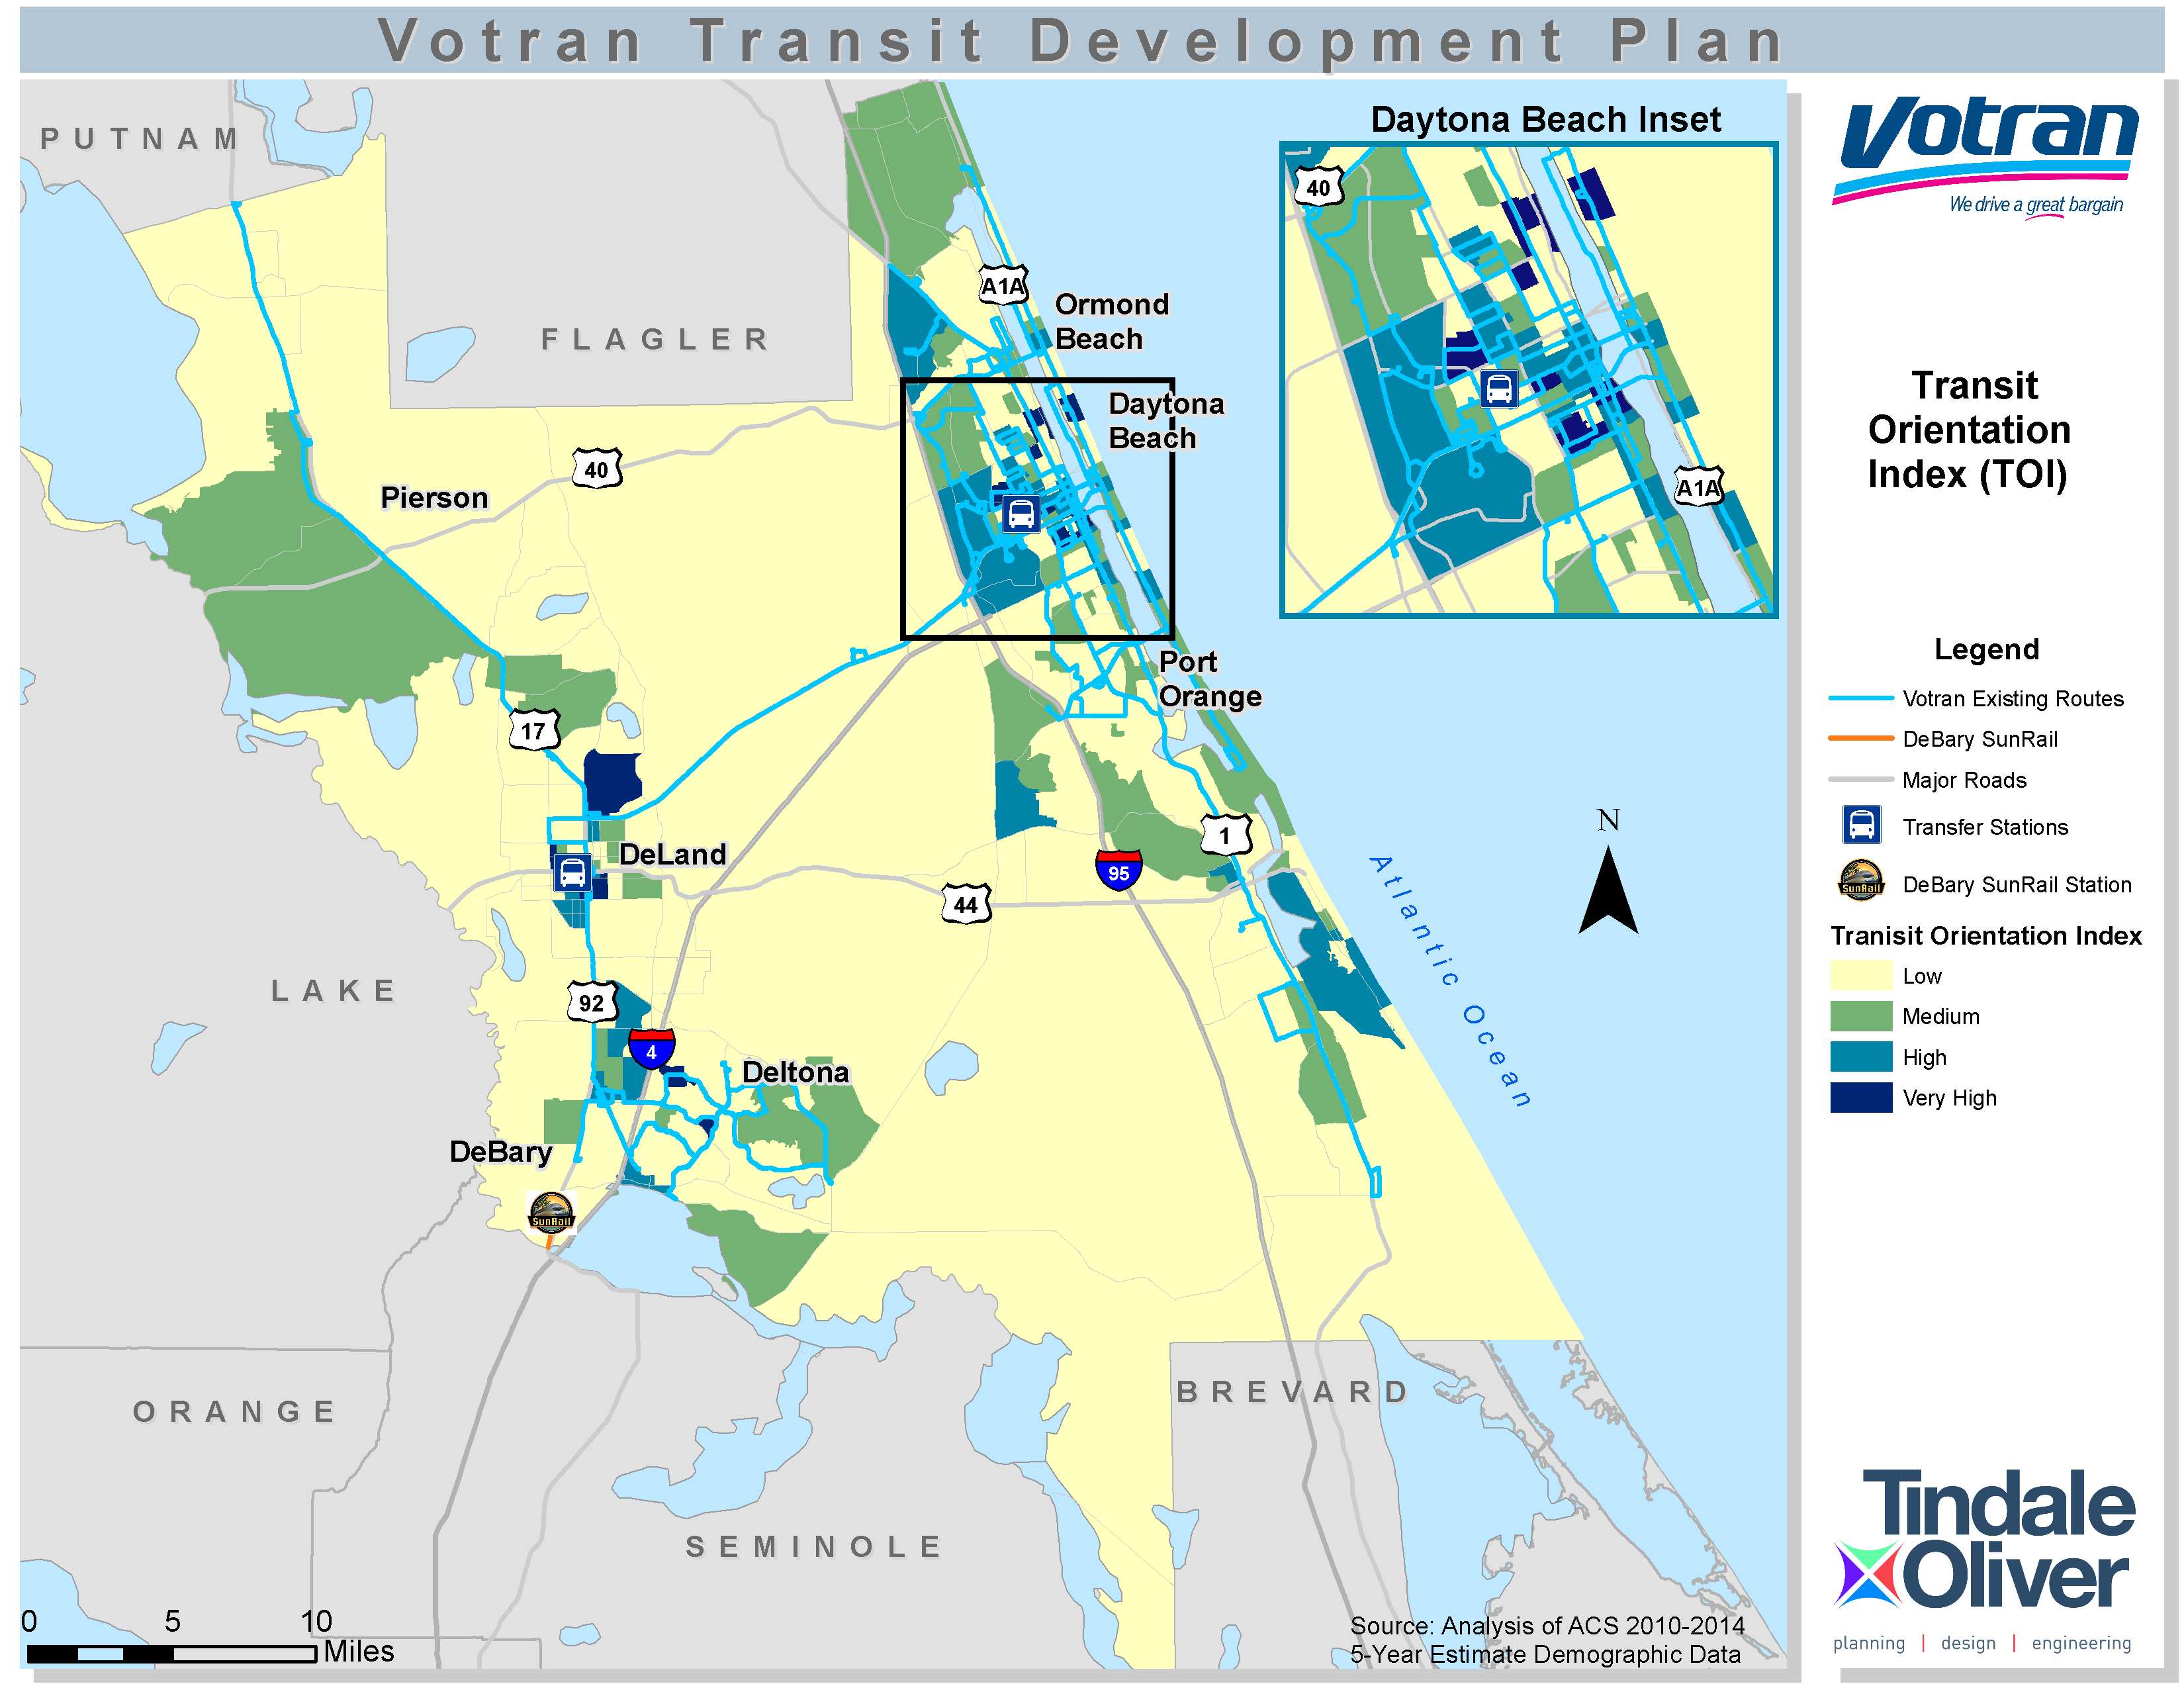 Votran Transit Development Plan
PUTNAM
FLAGLER
LAKE
ORANGE
SEMINOLE
BREVARD
A1A
Ormond
Beach
Daytona
Beach
40
Pierson
Port
Orange
17
DeLand
1
95
44
92
4
Deltona
DeBary
SunRail
Atlantic Ocean
N
Daytona Beach Inset
40
A1A
0 5 10
Miles
Source: Analysis of ACS 2010-2014
5-Year Estimate Demographic Data
Votran
We drive a great bargain
Transit
Orientation
Index (TOI)
Legend
Votran Existing Routes
DeBary SunRail
Major Roads
Transfer Stations
SunRail
DeBary SunRail Station
Tranisit Orientation Index
Low
Medium
High
Very High
Tindale
Oliver
planning | design | engineering